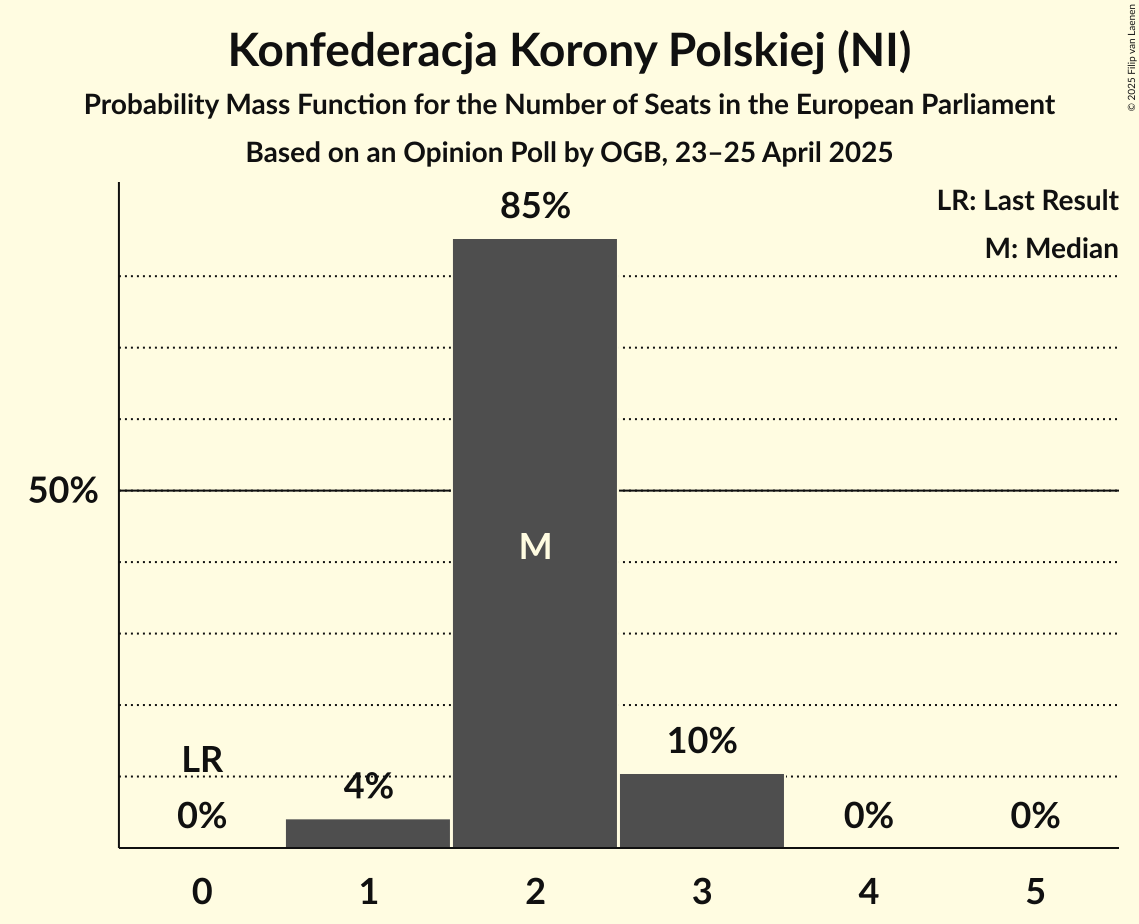 Konfederacja Korony Polskiej (NI)
Probability Mass Function for the Number of Seats in the European Parliament
Based on an Opinion Poll by OGB, 23–25 April 2025
© 2025 Filip van Laenen
LR: Last Result
M: Median
85%
50%
M
10%
LR
4%
0%
0%
0%
0 1 2 3 4 5